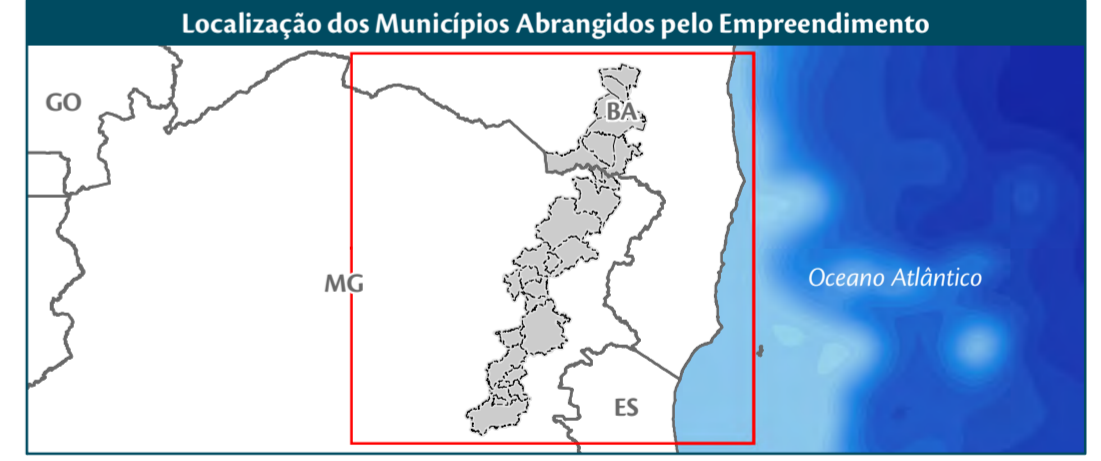 Localização dos Municípios Abrangidos pelo Empreendimento
GO
BA
MG
Oceano Atlântico
ES